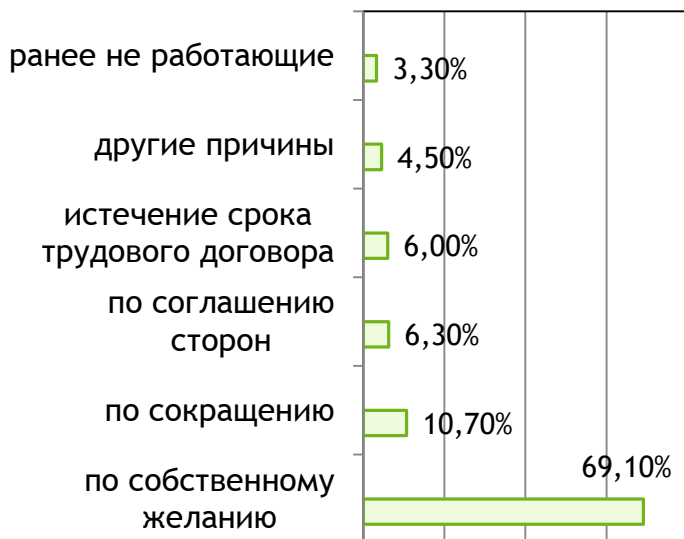 ранее не работающие
3,30%
другие причины
4,50%
истечение срока
трудового договора
6,00%
по соглашению
сторон
6,30%
по сокращению
10,70%
69,10%
по собственному
желанию